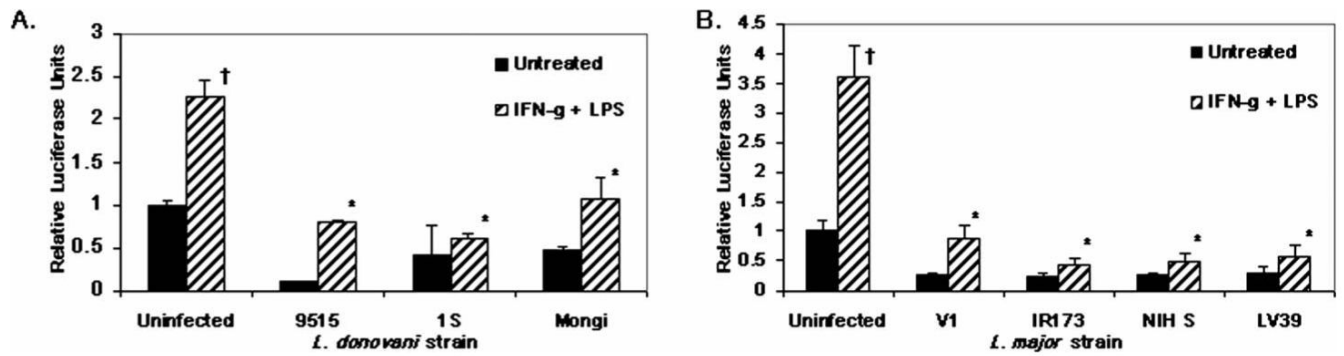 A.
Relative Luciferase Units
3
2.5
2
1.5
1
0.5
0
†
*
*
*
Untreated
IFN-g + LPS
Uninfected 9515 1S Mongi
L. donovani strain
B.
Relative Luciferase Units
4.5
4
3.5
3
2.5
2
1.5
1
0.5
0
†
*
*
*
*
Untreated
IFN-g + LPS
Uninfected V1 IR173 NIH S LV39
L. major strain